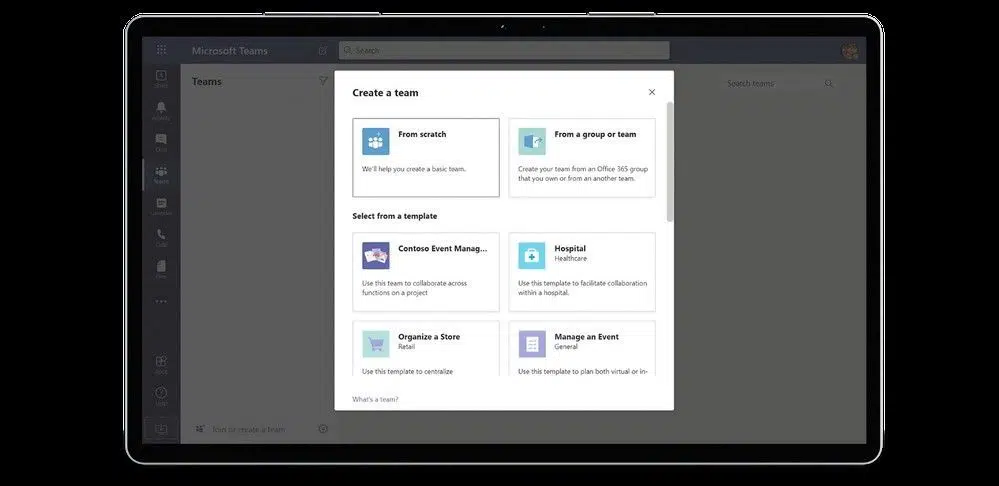 Microsoft Teams
Search
Teams
Search teams
Activity
Chat
Teams
Calendar
Calls
Files
Apps
Help
Join or create a team
Create a team
From scratch
We'll help you create a basic team.
From a group or team
Create your team from an Office 365 group
that you own or from an another team.
Select from a template
Contoso Event Manag...
Use this team to collaborate across
functions on a project
Hospital
Healthcare
Use this template to facilitate collaboration
within a hospital.
Organize a Store
Retail
Use this template to centralize
Manage an Event
General
Use this template to plan both virtual or in-
What's a team?